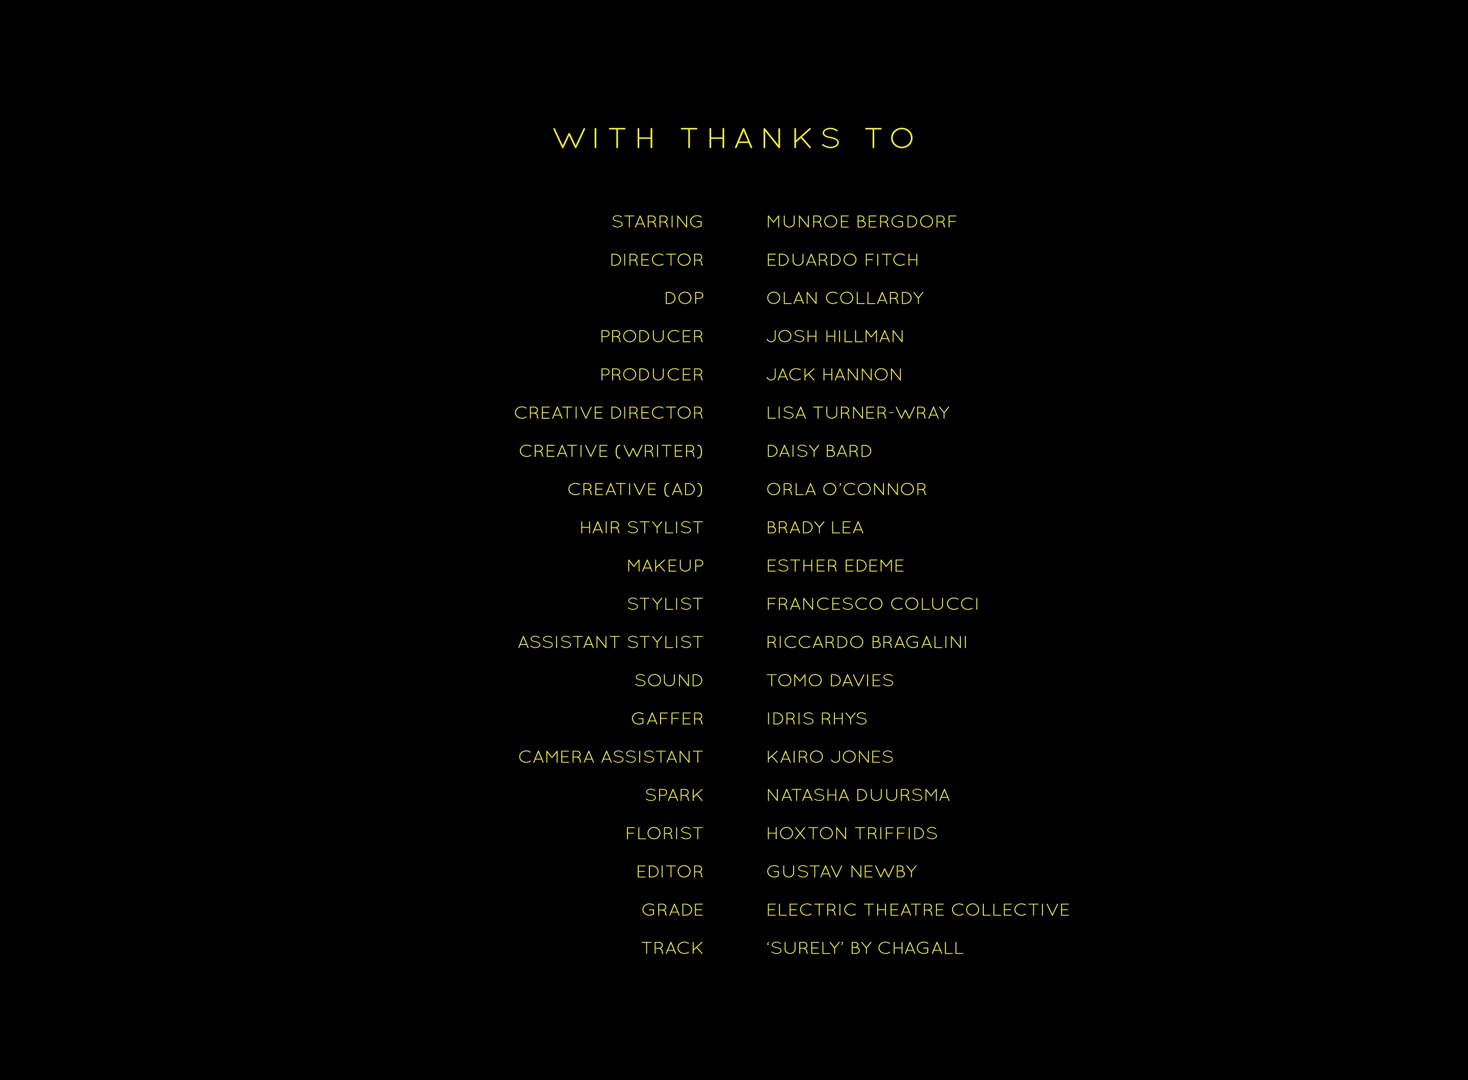 WITH THANKS TO
STARRING MUNROE BERGDORF
DIRECTOR EDUARDO FITCH
DOP OLAN COLLARDY
PRODUCER JOSH HILLMAN
PRODUCER JACK HANNON
CREATIVE DIRECTOR LISA TURNER-WRAY
CREATIVE (WRITER) DAISY BARD
CREATIVE (AD) ORLA O’CONNOR
HAIR STYLIST BRADY LEA
MAKEUP ESTHER EDEME
STYLIST FRANCESCO COLUCCI
ASSISTANT STYLIST RICCARDO BRAGALINI
SOUND TOMO DAVIES
GAFFER IDRIS RHYS
CAMERA ASSISTANT KAIRO JONES
SPARK NATASHA DUURSMA
FLORIST HOXTON TRIFFIDS
EDITOR GUSTAV NEWBY
GRADE ELECTRIC THEATRE COLLECTIVE
TRACK ‘SURELY’ BY CHAGALL